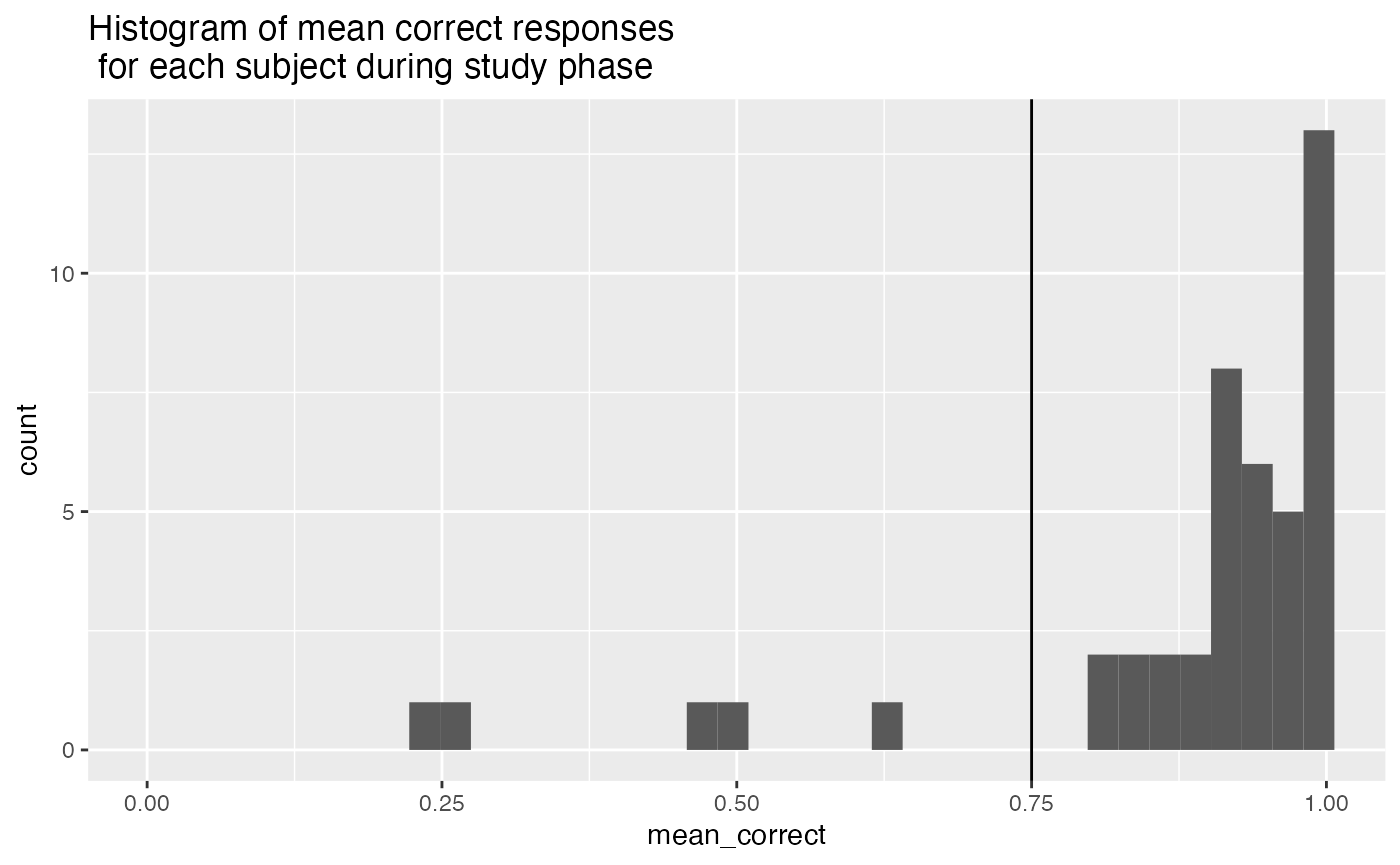 Histogram of mean correct responses
for each subject during study phase
10
5
0
count
0.00 0.25 0.50 0.75 1.00
mean_correct